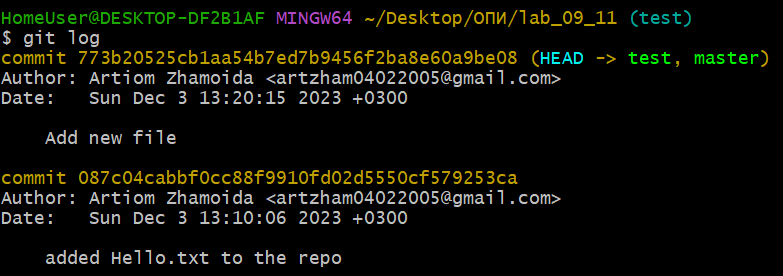 HomeUser@DESKTOP-DF2B1AF MINGW64 ~/Desktop/ОПИ/lab_09_11 (test)
$ git log
commit 773b20525cb1aa54b7ed7b9456f2ba8e60a9be08 (HEAD -> test, master)
Author: Artiom Zhamoida <artzham04022005@gmail.com>
Date:   Sun Dec 3 13:20:15 2023 +0300
    Add new file
commit 087c04cabbf0cc88f9910fd02d5550cf579253ca
Author: Artiom Zhamoida <artzham04022005@gmail.com>
Date:   Sun Dec 3 13:10:06 2023 +0300
    added Hello.txt to the repo